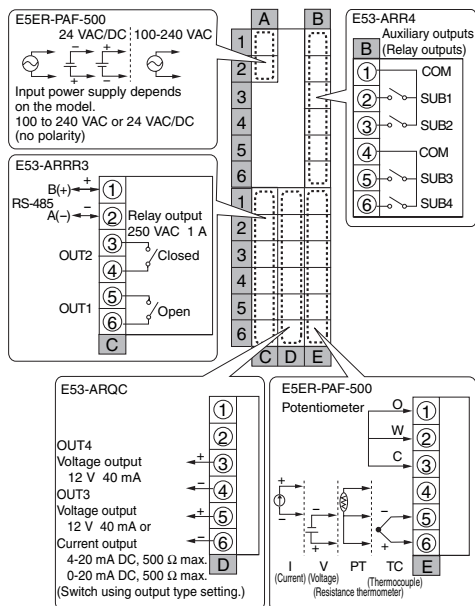 E5ER-PAF-500
24 VAC/DC 100-240 VAC
− − +
+ + −
Input power supply depends
on the model.
100 to 240 VAC or 24 VAC/DC
(no polarity)
A B
1
2
3
4
5
6
1
2
3
4
5
6
C D E
E53-ARR4
Auxiliary outputs
(Relay outputs)
B
1 COM
2 SUB1
3 SUB2
4 COM
5 SUB3
6 SUB4
E53-ARRR3
RS-485
B(+) + 1
A(−) − 2
Relay output
250 VAC 1 A
OUT2
3
Closed
4
OUT1
5
Open
6
C
E53-ARQC
1
2
OUT4
Voltage output
12 V 40 mA
+ 3
− 4
OUT3
Voltage output
12 V 40 mA or
+ 5
Current output
− 6
4-20 mA DC, 500 Ω max.
0-20 mA DC, 500 Ω max.
D
(Switch using output type setting.)
E5ER-PAF-500
Potentiometer
O 1
W 2
C 3
4
5
6
+ − − + − +
I V PT TC
(Current) (Voltage) (Thermocouple)
(Resistance thermometer)
E